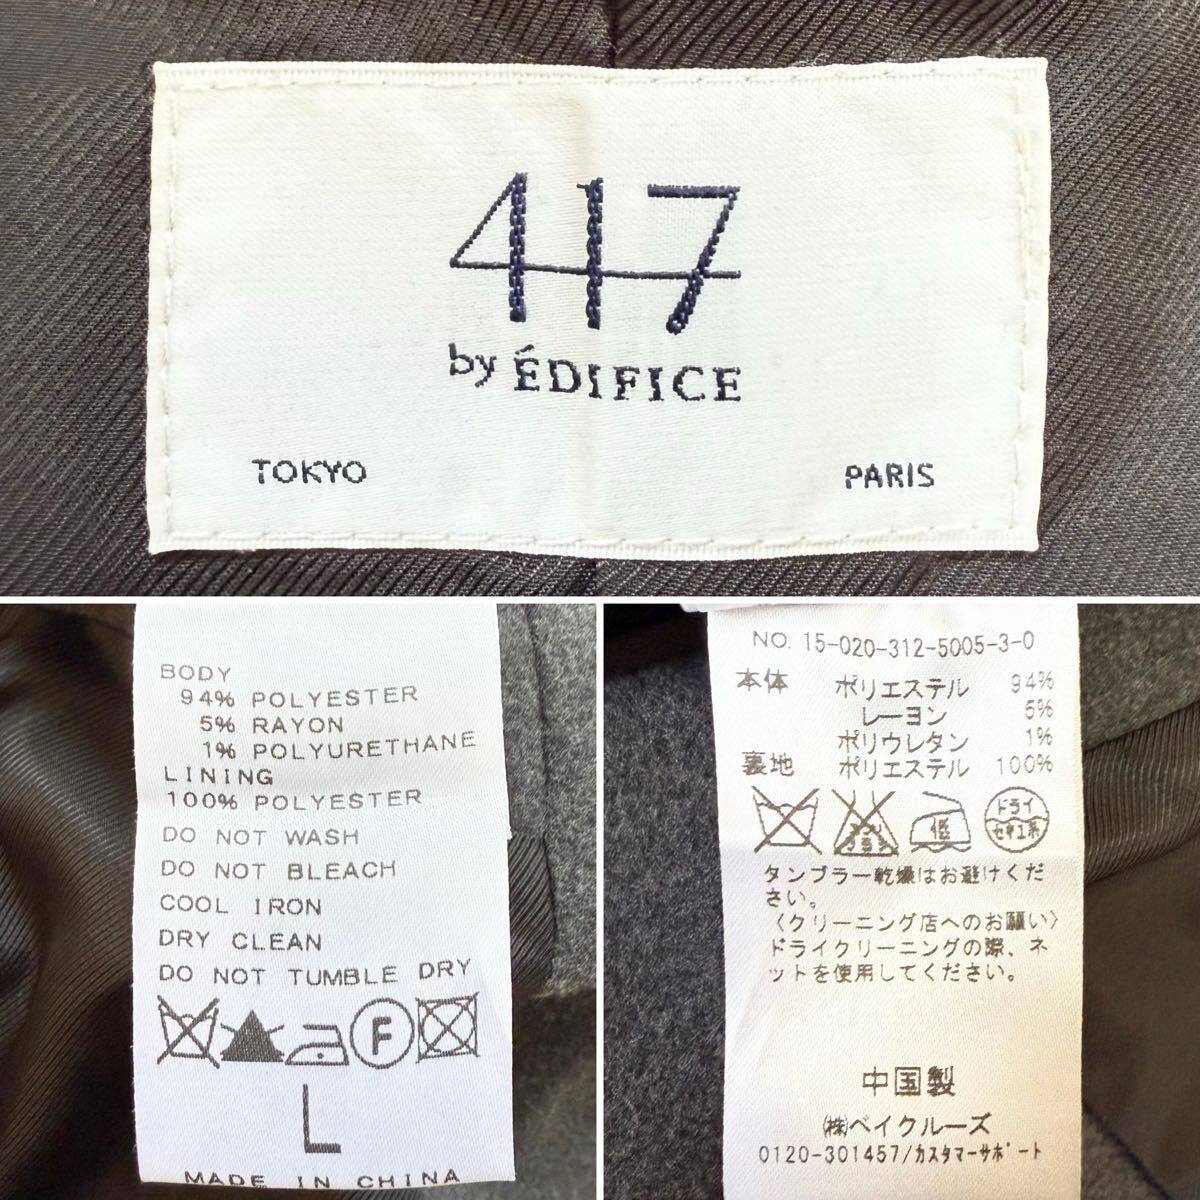 417
by ÉDIFICE
TOKYO PARIS
BODY
94% POLYESTER
5% RAYON
1% POLYURETHANE
LINING
100% POLYESTER
DO NOT WASH
DO NOT BLEACH
COOL IRON
DRY CLEAN
DO NOT TUMBLE DRY
F
L
MADE IN CHINA
NO. 15-020-312-5005-3-0
本体 ポリエステル 94%
レーヨン 5%
ポリウレタン 1%
裏地 ポリエステル 100%
エンソサラシ 低 ドライ セキユ系
タンブラー乾燥はお避けくだ
さい。
〈クリーニング店へのお願い〉
ドライクリーニングの際、ネ
ットを使用してください。
中国製
㈱ベイクルーズ
0120-301457/カスタマーサポート